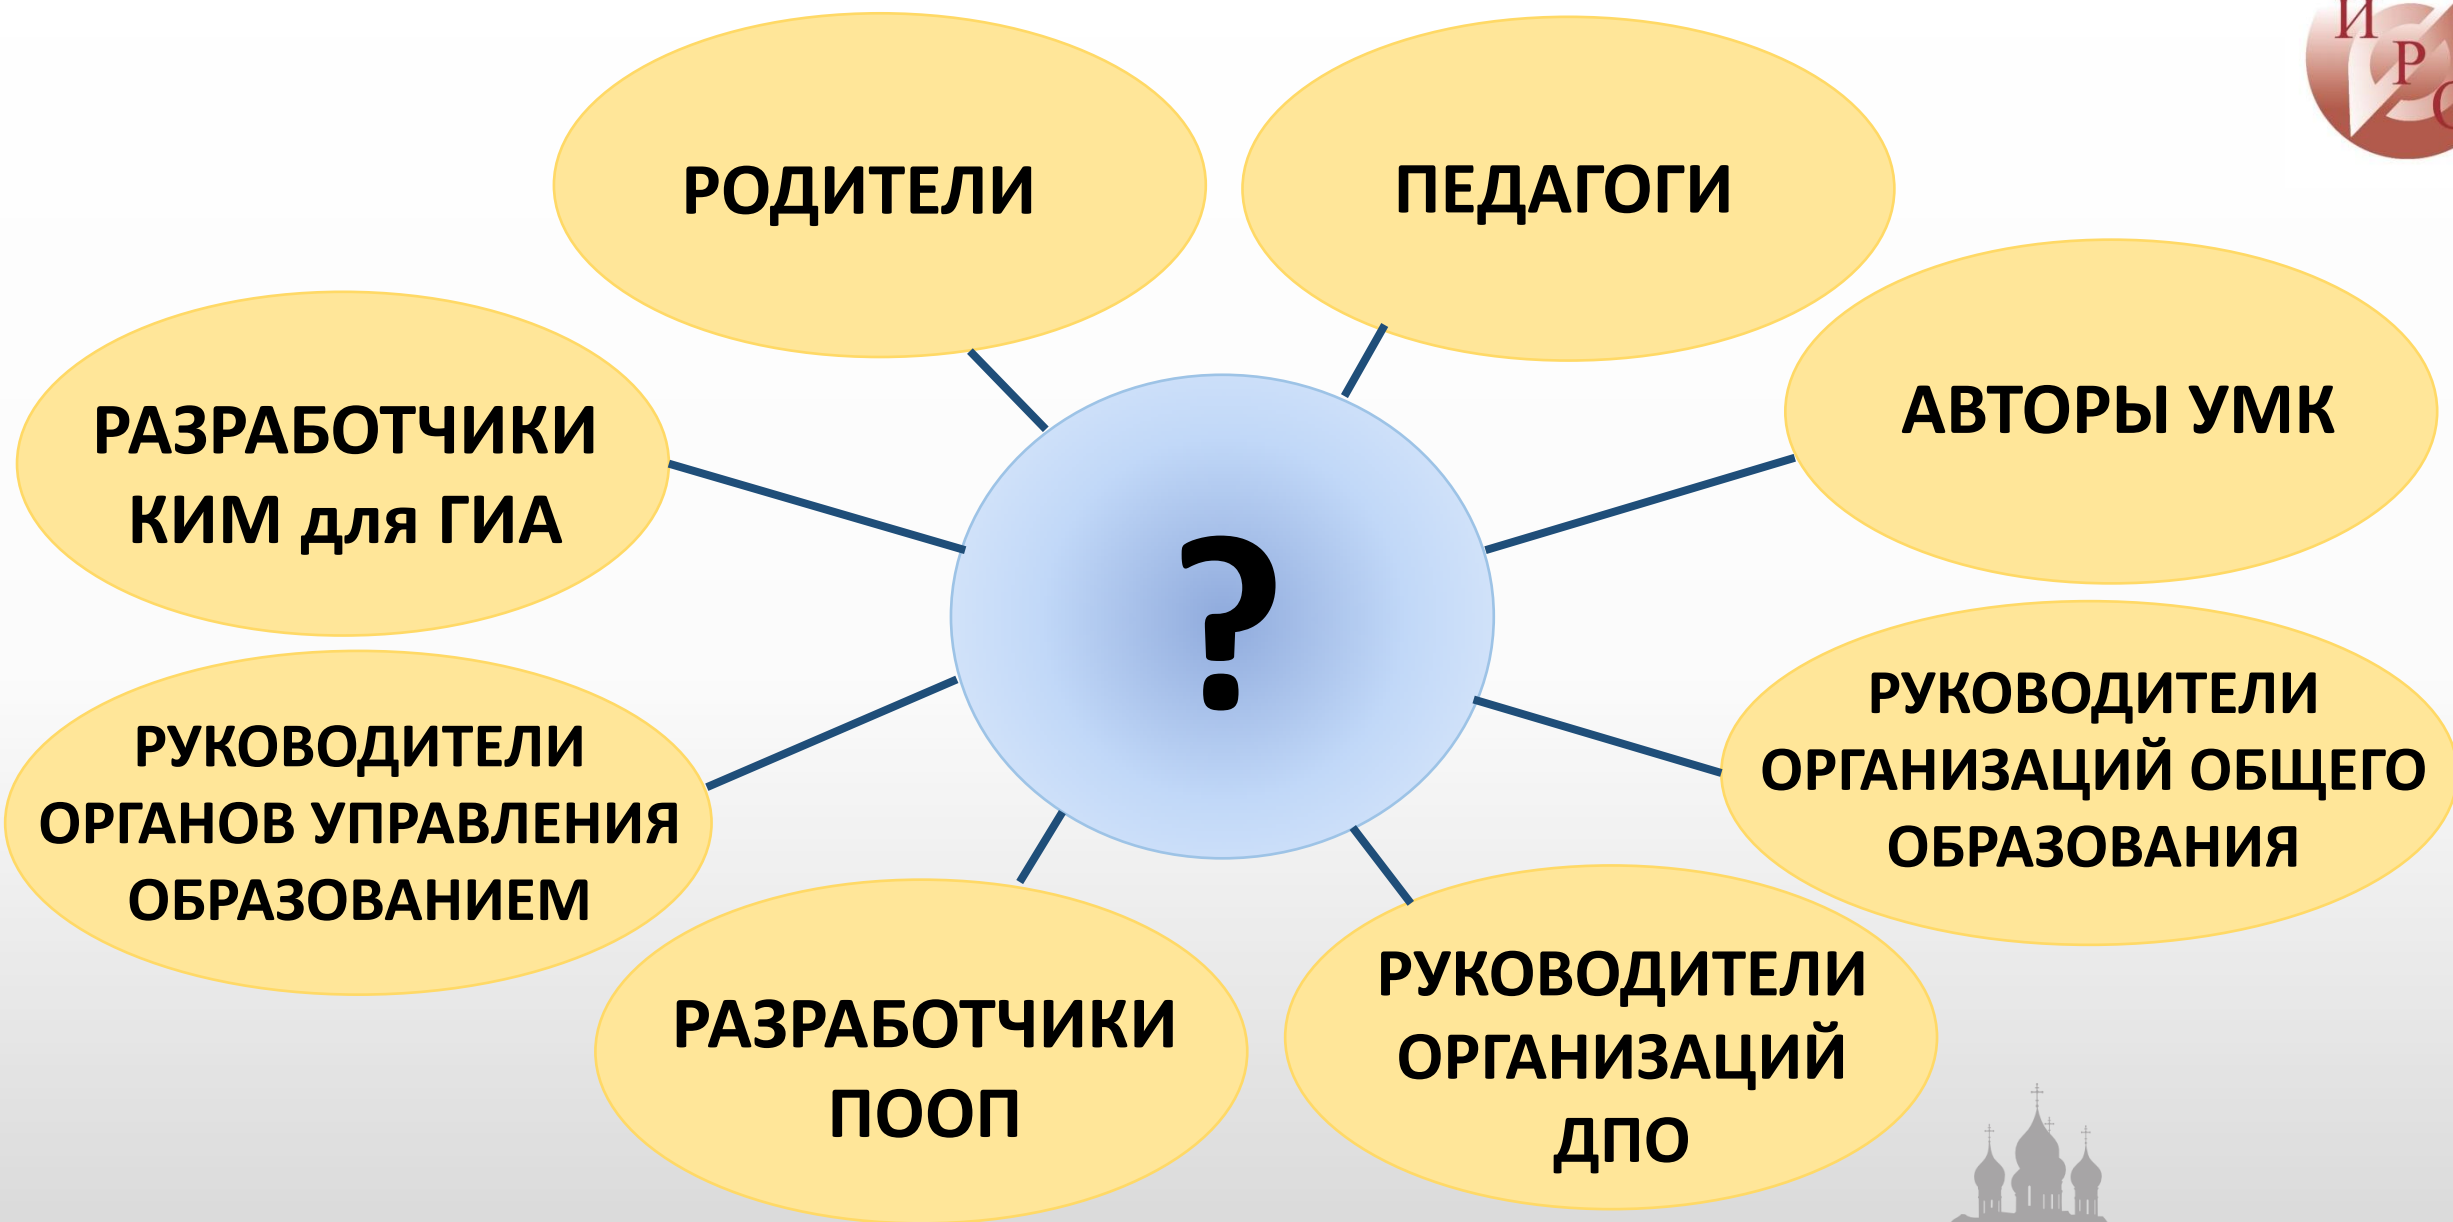 И
Р
О
РОДИТЕЛИ
ПЕДАГОГИ
АВТОРЫ УМК
РАЗРАБОТЧИКИ
КИМ для ГИА
?
РУКОВОДИТЕЛИ
ОРГАНИЗАЦИЙ ОБЩЕГО
ОБРАЗОВАНИЯ
РУКОВОДИТЕЛИ
ОРГАНОВ УПРАВЛЕНИЯ
ОБРАЗОВАНИЕМ
РУКОВОДИТЕЛИ
ОРГАНИЗАЦИЙ
ДПО
РАЗРАБОТЧИКИ
ПООП